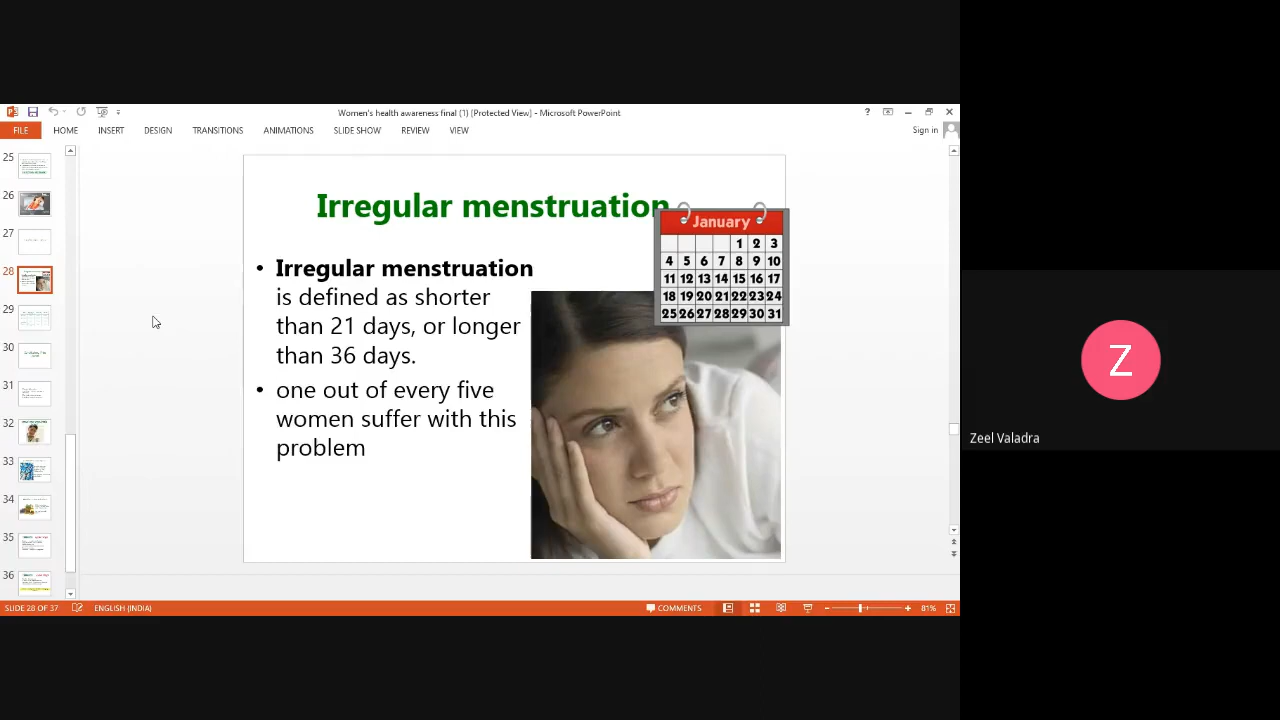 Women's health awareness final (1) [Protected View] - Microsoft PowerPoint
?
FILE HOME INSERT DESIGN TRANSITIONS ANIMATIONS SLIDE SHOW REVIEW VIEW
Sign in
25
26
27
28
29
30
31
32
33
34
35
36
Irregular menstruation
• Irregular menstruation
is defined as shorter
than 21 days, or longer
than 36 days.
• one out of every five
women suffer with this
problem
January
1 2 3
4 5 6 7 8 9 10
11 12 13 14 15 16 17
18 19 20 21 22 23 24
25 26 27 28 29 30 31
SLIDE 28 OF 37 ENGLISH (INDIA) COMMENTS 81%
Z
Zeel Valadra